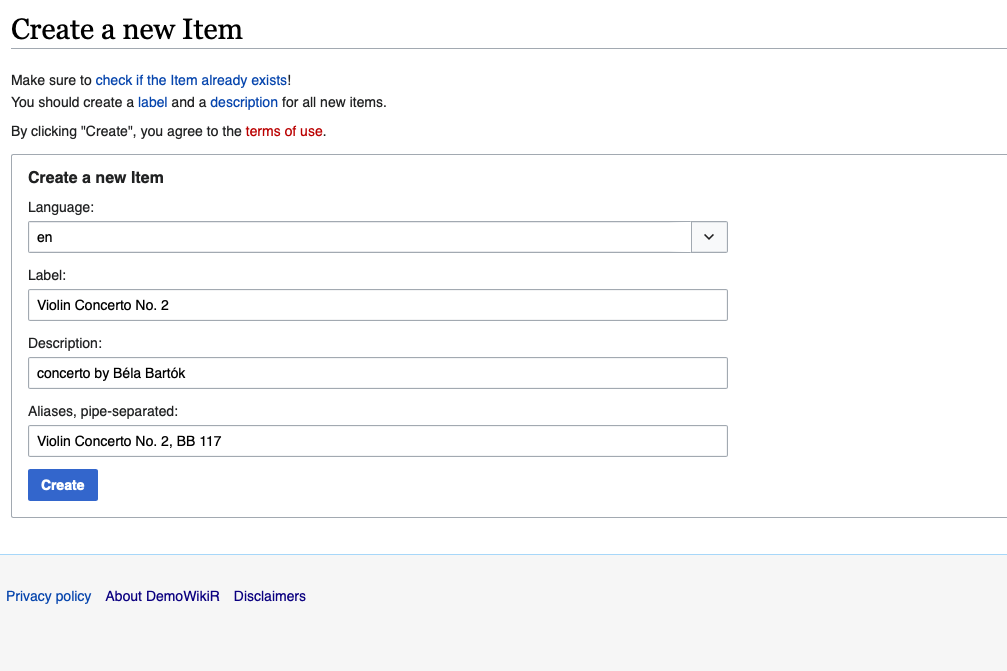 Create a new Item
Make sure to check if the Item already exists!
You should create a label and a description for all new items.
By clicking "Create", you agree to the terms of use.
Create a new Item
Language:
en
Label:
Violin Concerto No. 2
Description:
concerto by Béla Bartók
Aliases, pipe-separated:
Violin Concerto No. 2, BB 117
Create
Privacy policy About DemoWikiR Disclaimers